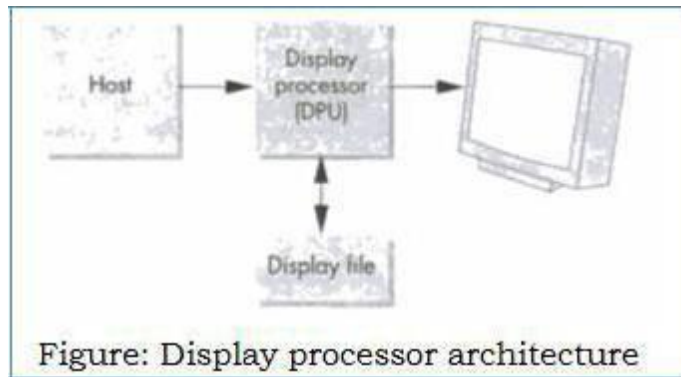 Host
Display
processor
(DPU)
Display file
Figure: Display processor architecture